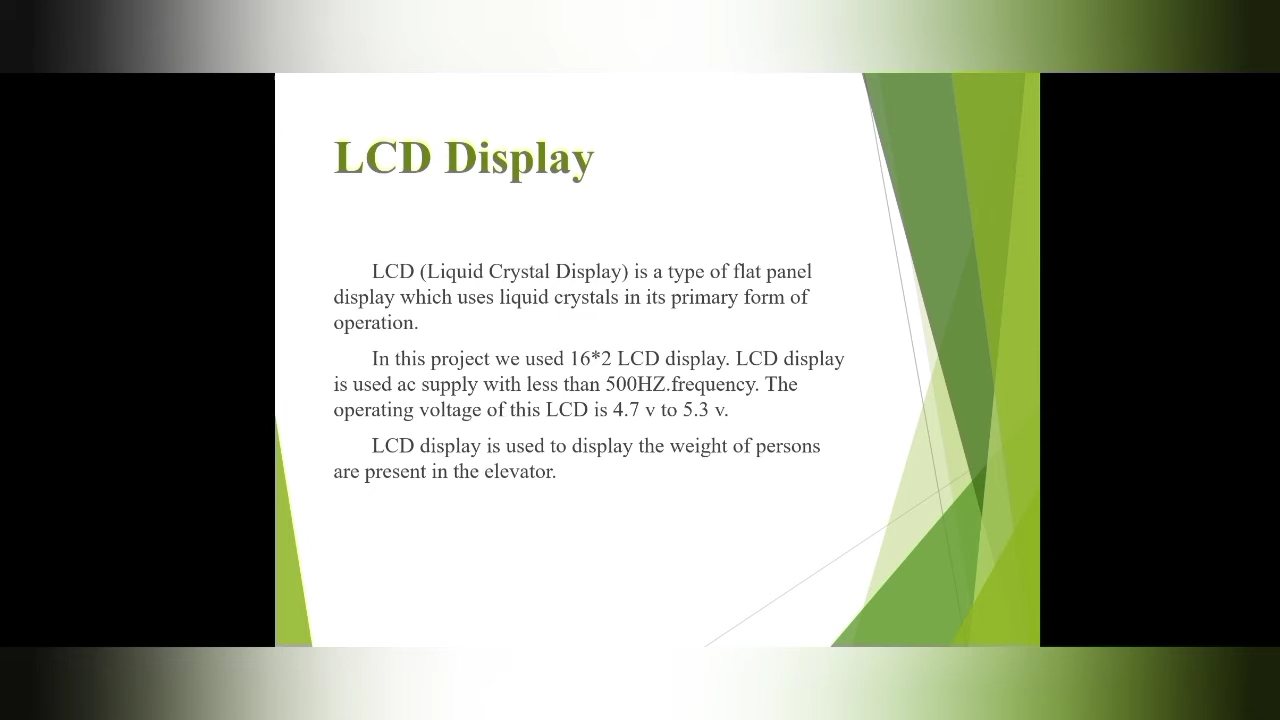 LCD Display
LCD (Liquid Crystal Display) is a type of flat panel
display which uses liquid crystals in its primary form of
operation.
In this project we used 16*2 LCD display. LCD display
is used ac supply with less than 500HZ.frequency. The
operating voltage of this LCD is 4.7 v to 5.3 v.
LCD display is used to display the weight of persons
are present in the elevator.